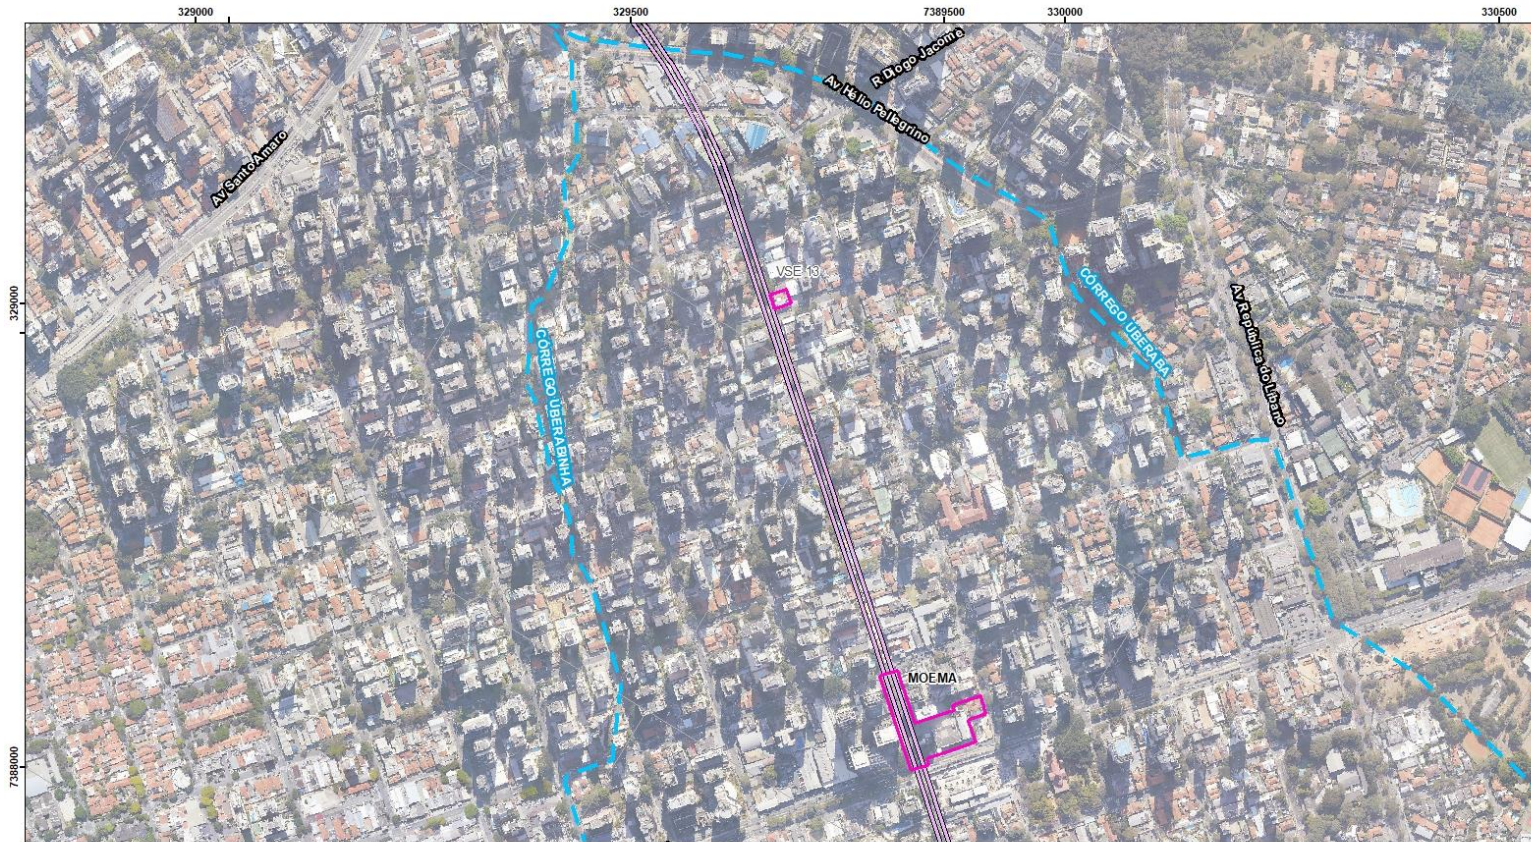 329000
329500
7389500
330000
330500
R Diogo Jacome
Av Hélio Pellegrino
Av Santo Amaro
VSE 13
329000
CÓRREGO UBERABA
Av República do Líbano
CÓRREGO UBERABINHA
MOEMA
7388000